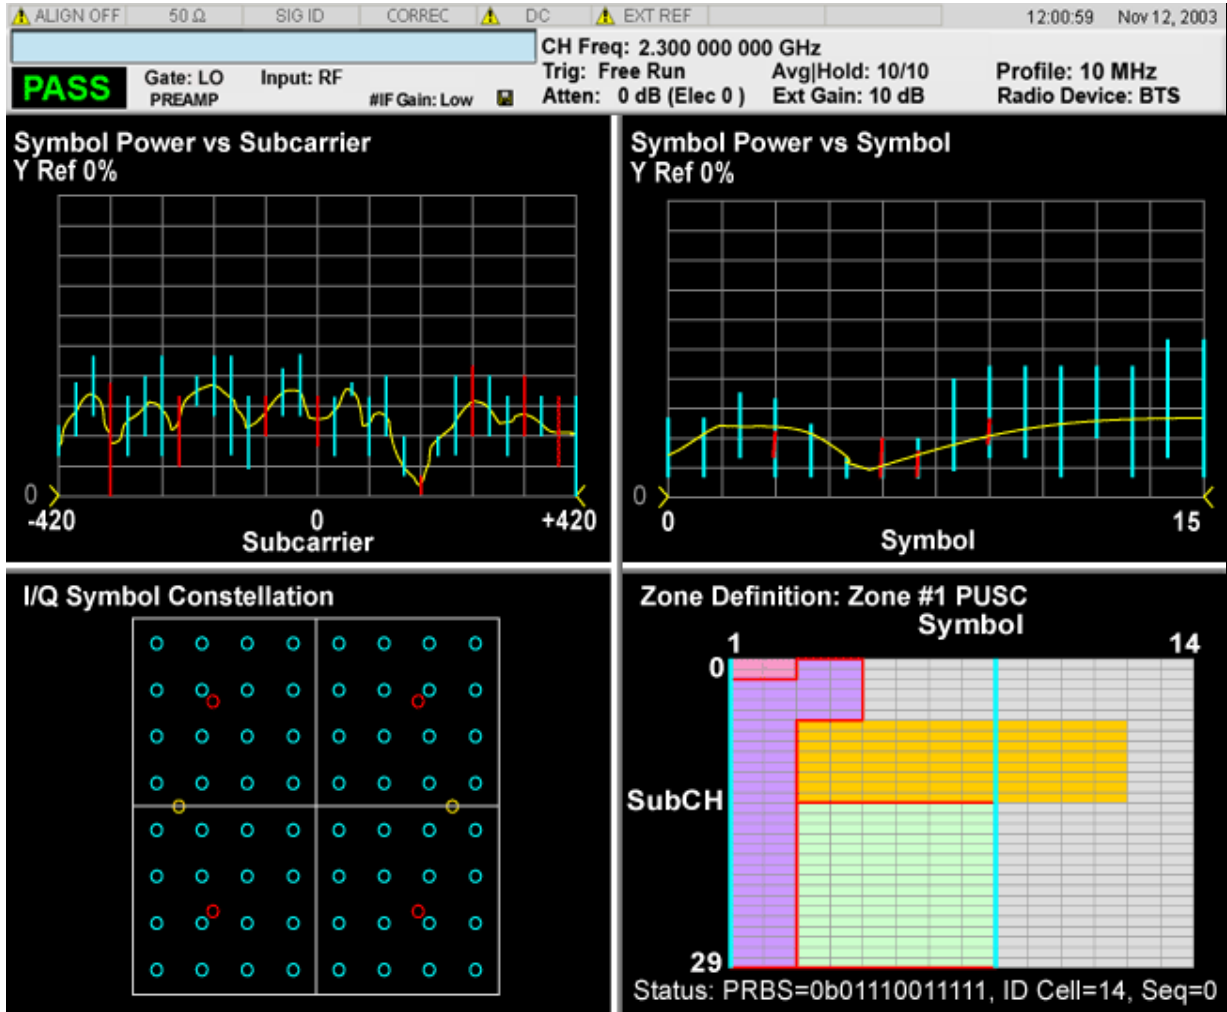 ALIGN OFF 50 Ω SIG ID CORREC DC EXT REF 12:00:59 Nov 12, 2003
CH Freq: 2.300 000 000 GHz
PASS Gate: LO Input: RF Trig: Free Run Avg|Hold: 10/10 Profile: 10 MHz
PREAMP #IF Gain: Low Atten: 0 dB (Elec 0 ) Ext Gain: 10 dB Radio Device: BTS
Symbol Power vs Subcarrier
Y Ref 0%
0
-420 0 +420
Subcarrier
Symbol Power vs Symbol
Y Ref 0%
0
0 15
Symbol
I/Q Symbol Constellation
Zone Definition: Zone #1 PUSC
Symbol
1 14
0
SubCH
29
Status: PRBS=0b01110011111, ID Cell=14, Seq=0